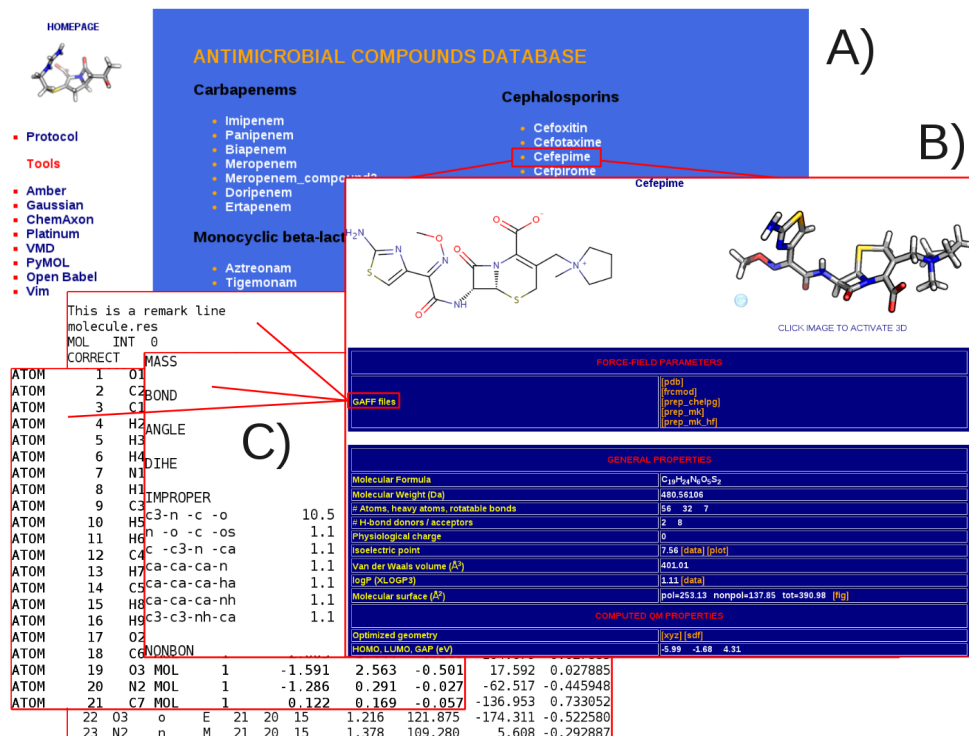 HOMEPAGE
Protocol
Tools
Amber
Gaussian
ChemAxon
Platinum
VMD
PyMOL
Open Babel
Vim
ANTIMICROBIAL COMPOUNDS DATABASE
A)
Carbapenems
Imipenem
Panipenem
Biapenem
Meropenem
Meropenem_compound2
Doripenem
Ertapenem
Monocyclic beta-lact
Aztreonam
Tigemonam
Cephalosporins
Cefoxitin
Cefotaxime
Cefepime
Cefpirome
B)
Cefepime
H2N
N
S
O
N
O
NH
O
N
S
O
O-
N+
CLICK IMAGE TO ACTIVATE 3D
FORCE-FIELD PARAMETERS
GAFF files
[pdb]
[frcmod]
[prep_chelpg]
[prep_mk]
[prep_mk_hf]
GENERAL PROPERTIES
Molecular Formula C19H24N6O5S2
Molecular Weight (Da) 480.56106
# Atoms, heavy atoms, rotatable bonds 56 32 7
# H-bond donors / acceptors 2 8
Physiological charge 0
Isoelectric point 7.56 [data] [plot]
Van der Waals volume (Å3) 401.01
logP (XLOGP3) 1.11 [data]
Molecular surface (Å2) pol=253.13 nonpol=137.85 tot=390.98 [fig]
COMPUTED QM PROPERTIES
Optimized geometry [xyz] [sdf]
HOMO, LUMO, GAP (eV) -5.99 -1.68 4.31
This is a remark line
molecule.res
MOL INT 0
CORRECT
C)
MASS
BOND
ANGLE
DIHE
IMPROPER
c3-n -c -o 10.5
n -o -c -os 1.1
c -c3-n -ca 1.1
ca-ca-ca-n 1.1
ca-ca-ca-ha 1.1
ca-ca-ca-nh 1.1
c3-c3-nh-ca 1.1
NONBON
ATOM 1 O1
ATOM 2 C1
ATOM 3 C2
ATOM 4 H2
ATOM 5 H3
ATOM 6 H4
ATOM 7 N1
ATOM 8 H1
ATOM 9 C3
ATOM 10 H5
ATOM 11 H6
ATOM 12 C4
ATOM 13 H7
ATOM 14 C5
ATOM 15 H8
ATOM 16 H9
ATOM 17 O2
ATOM 18 C6
ATOM 19 O3 MOL 1 -1.591 2.563 -0.501 17.592 0.027885
ATOM 20 N2 MOL 1 -1.286 0.291 -0.027 -62.517 -0.445948
ATOM 21 C7 MOL 1 0.122 0.169 -0.057 -136.953 0.733052
22 O3 o E 21 20 15 1.216 121.875 -174.311 -0.522580
23 N2 n M 21 20 15 1.378 109.280 5.608 -0.292887